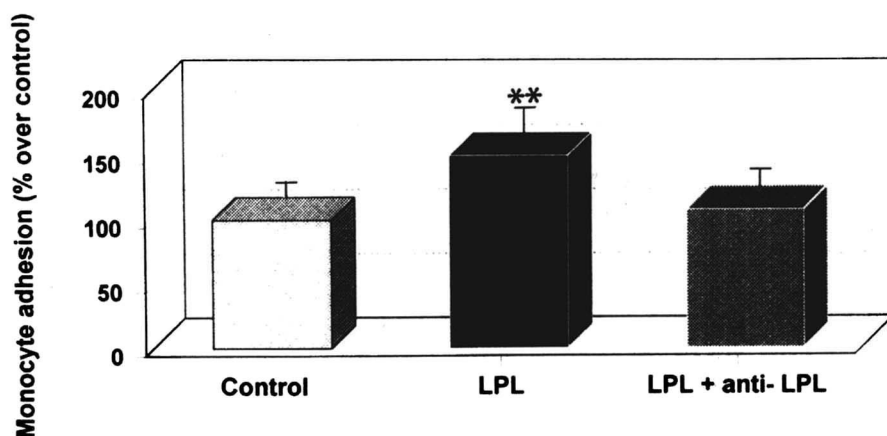 Monocyte adhesion (% over control)
200
150
100
50
0
**
Control
LPL
LPL + anti- LPL